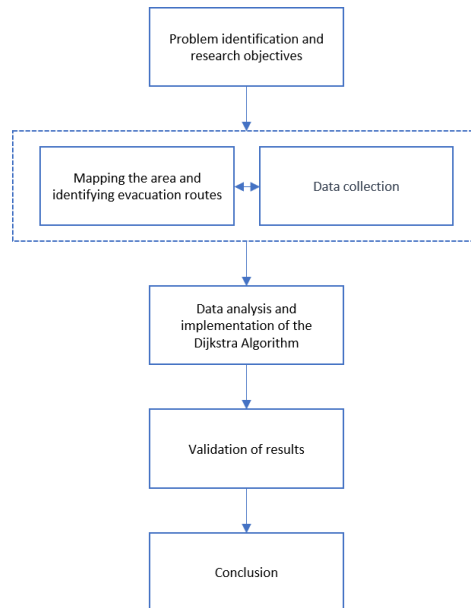 Problem identification and
research objectives
Mapping the area and
identifying evacuation routes
Data collection
Data analysis and
implementation of the
Dijkstra Algorithm
Validation of results
Conclusion